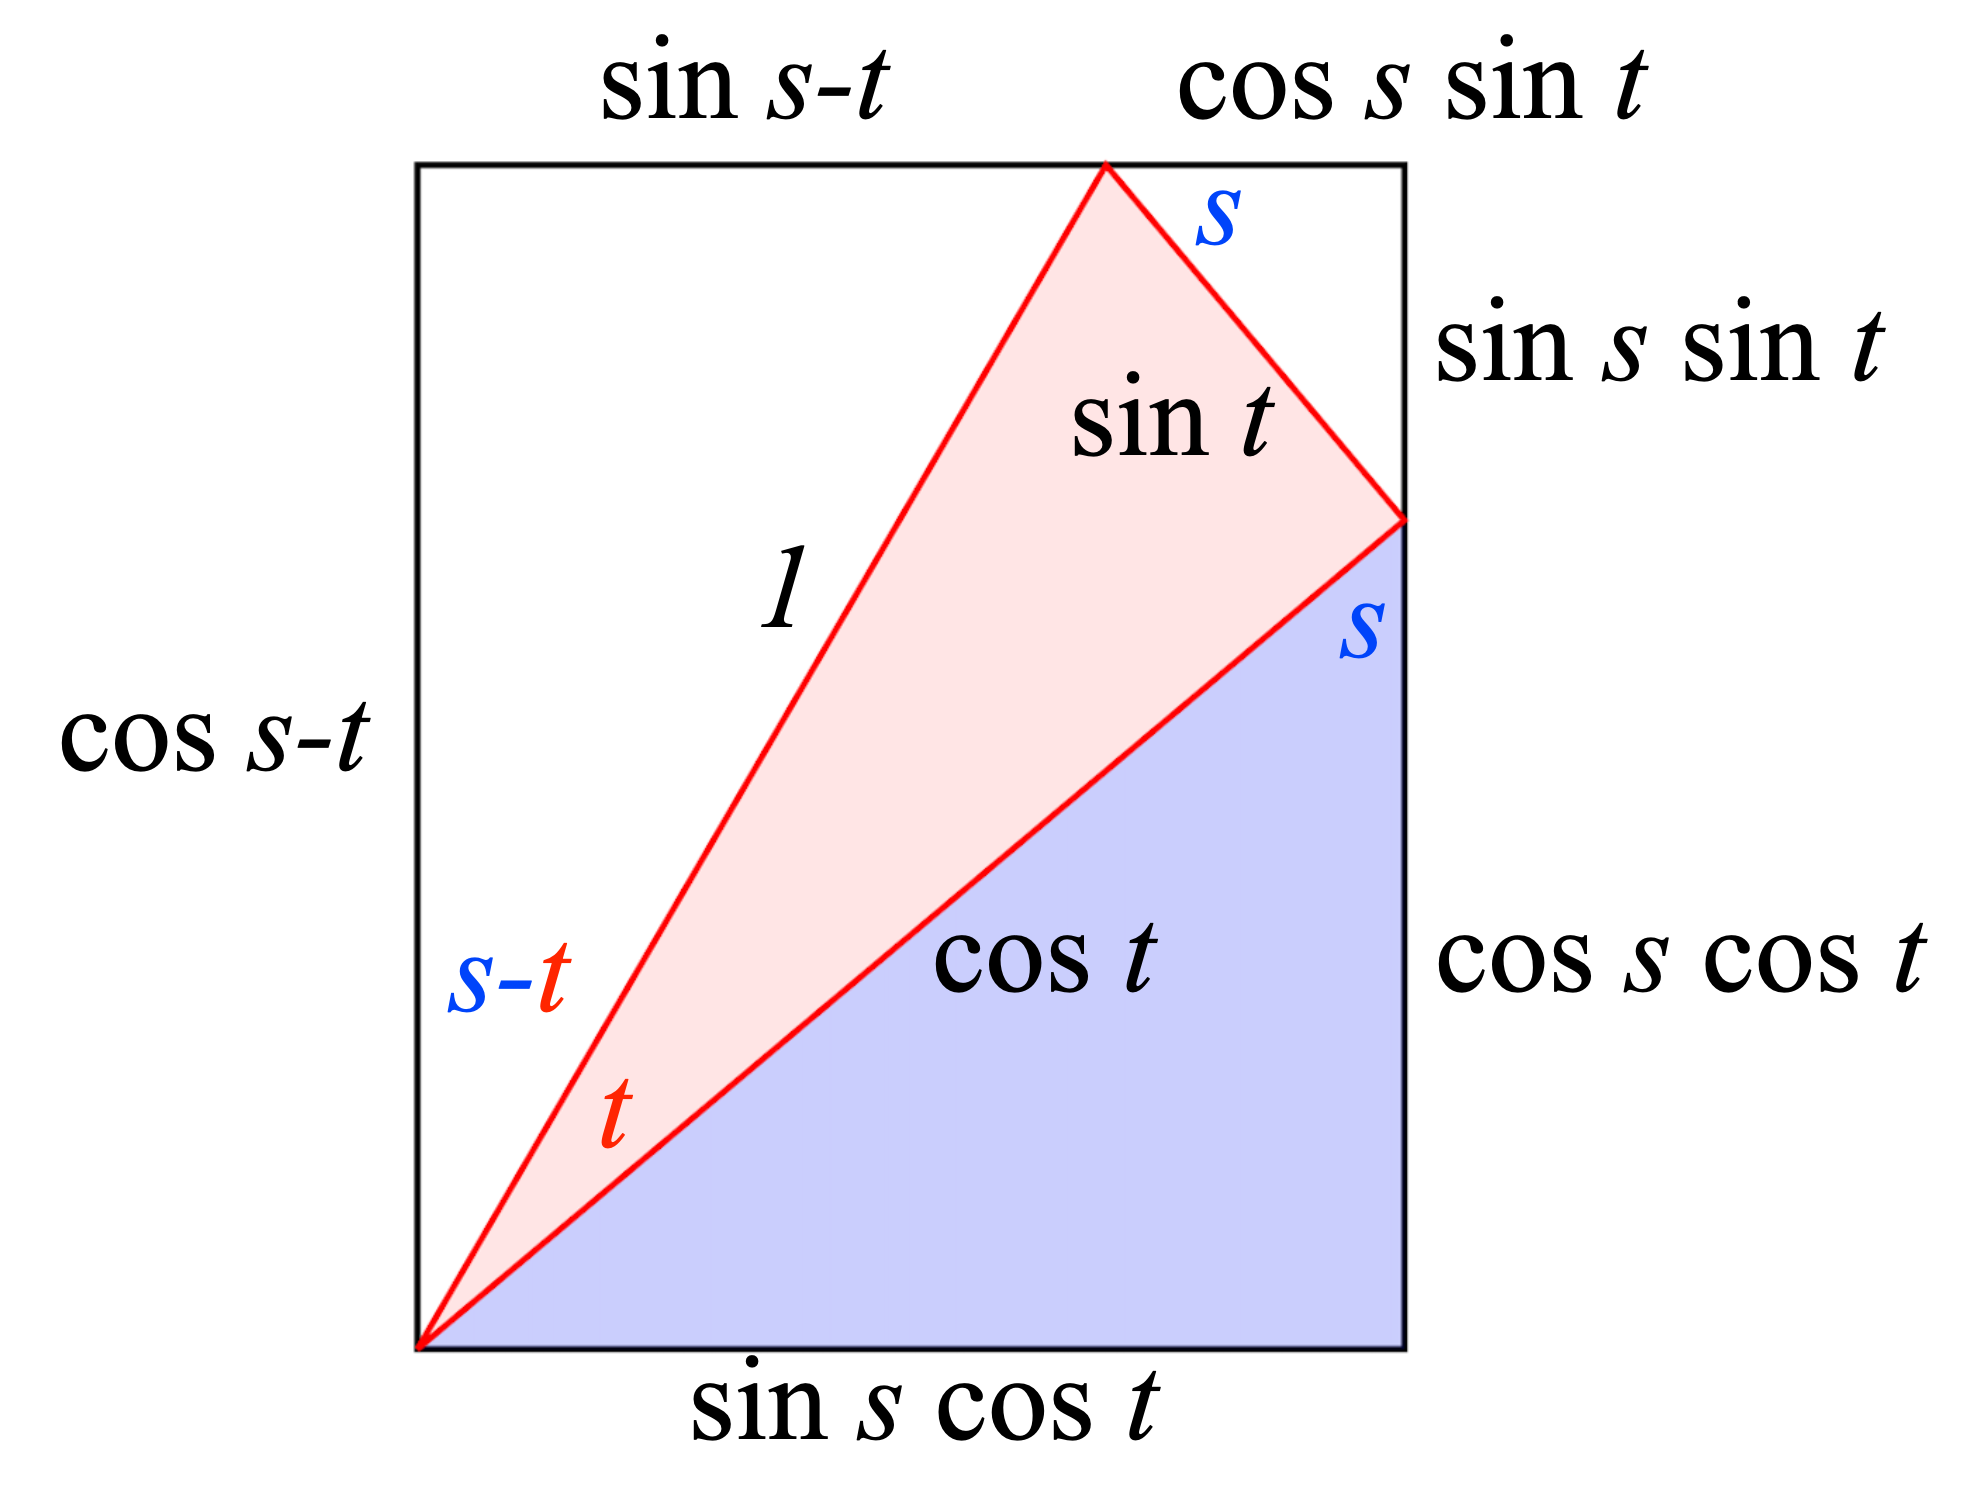 sin s-t
cos s sin t
s
sin s sin t
sin t
1
s
cos s-t
s-t
cos t
cos s cos t
t
sin s cos t